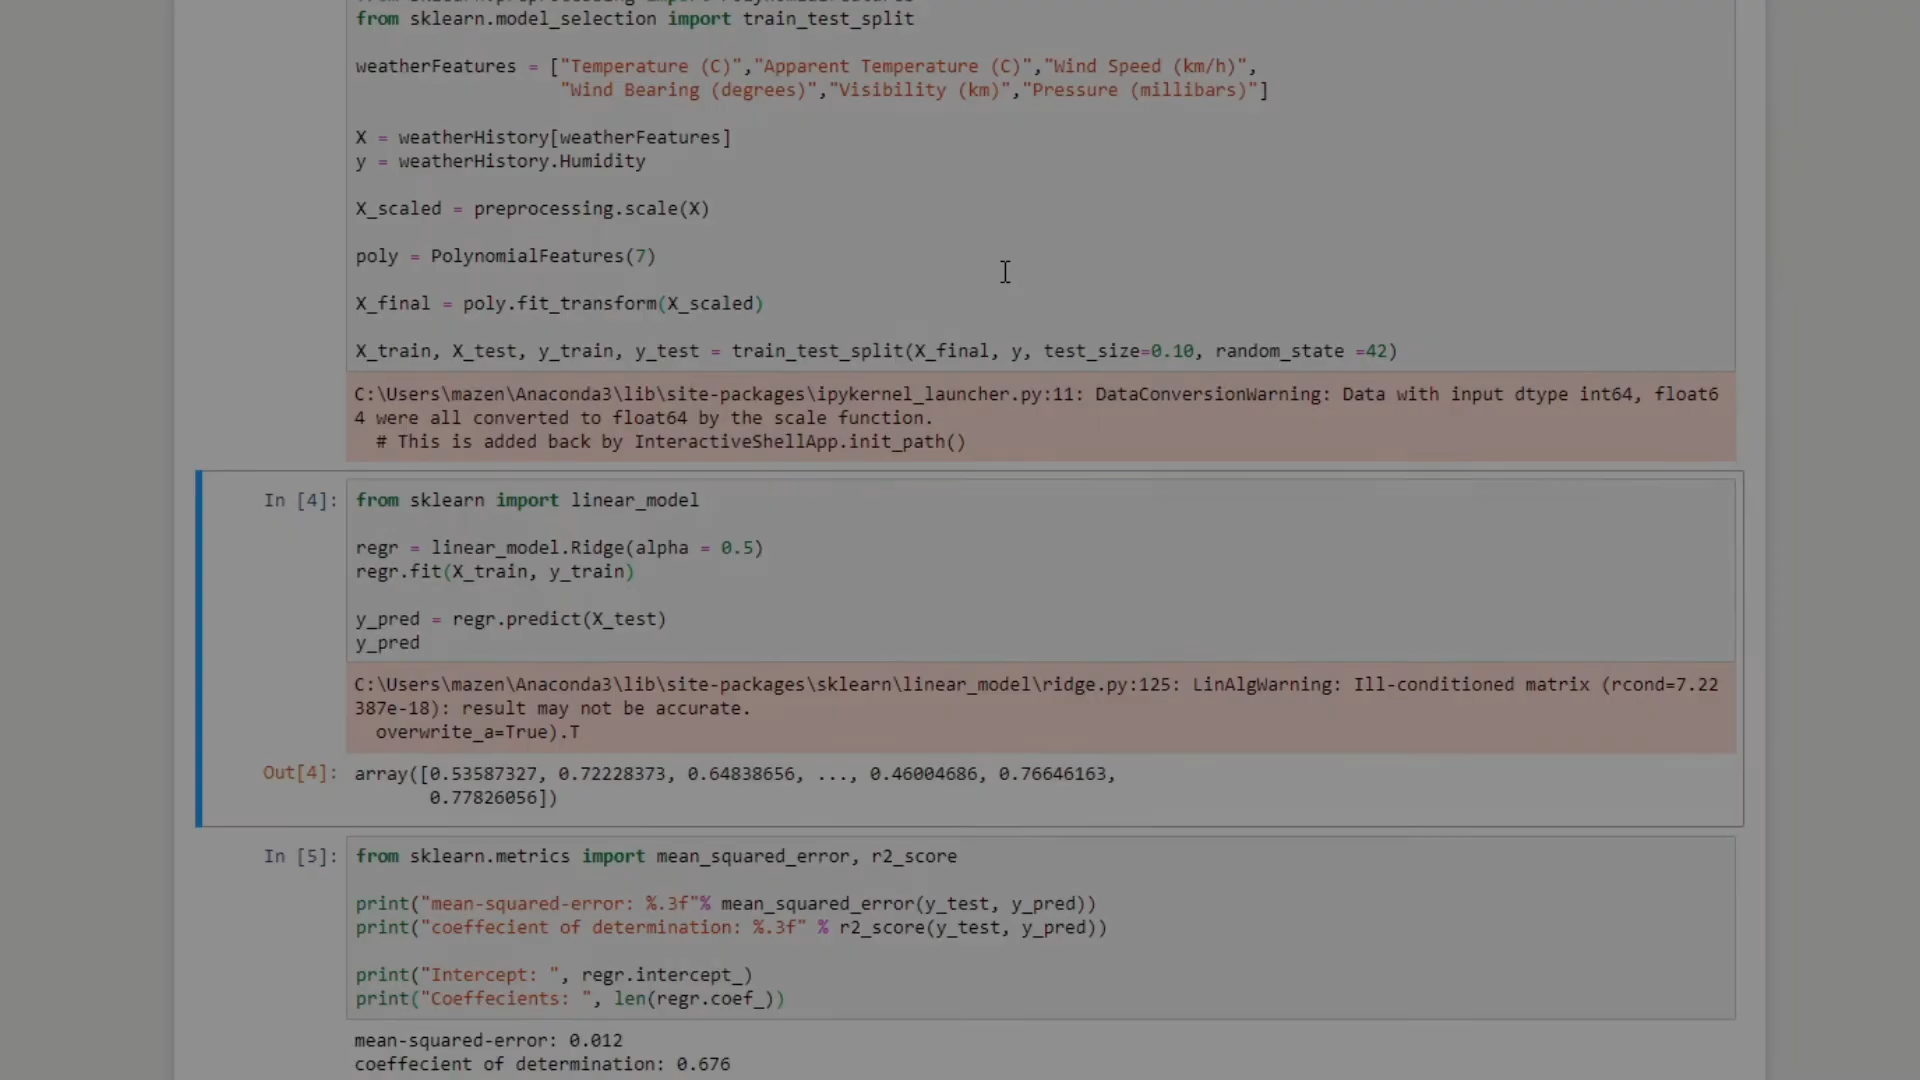 from sklearn.model_selection import train_test_split
weatherFeatures = ["Temperature (C)","Apparent Temperature (C)","Wind Speed (km/h)",
"Wind Bearing (degrees)","Visibility (km)","Pressure (millibars)"]
X = weatherHistory[weatherFeatures]
y = weatherHistory.Humidity
X_scaled = preprocessing.scale(X)
poly = PolynomialFeatures(7)
X_final = poly.fit_transform(X_scaled)
X_train, X_test, y_train, y_test = train_test_split(X_final, y, test_size=0.10, random_state =42)
C:\Users\mazen\Anaconda3\lib\site-packages\ipykernel_launcher.py:11: DataConversionWarning: Data with input dtype int64, float6
4 were all converted to float64 by the scale function.
# This is added back by InteractiveShellApp.init_path()
In [4]: from sklearn import linear_model
regr = linear_model.Ridge(alpha = 0.5)
regr.fit(X_train, y_train)
y_pred = regr.predict(X_test)
y_pred
C:\Users\mazen\Anaconda3\lib\site-packages\sklearn\linear_model\ridge.py:125: LinAlgWarning: Ill-conditioned matrix (rcond=7.22
387e-18): result may not be accurate.
overwrite_a=True).T
Out[4]: array([0.53587327, 0.72228373, 0.64838656, ..., 0.46004686, 0.76646163,
0.77826056])
In [5]: from sklearn.metrics import mean_squared_error, r2_score
print("mean-squared-error: %.3f"% mean_squared_error(y_test, y_pred))
print("coeffecient of determination: %.3f" % r2_score(y_test, y_pred))
print("Intercept: ", regr.intercept_)
print("Coeffecients: ", len(regr.coef_))
mean-squared-error: 0.012
coeffecient of determination: 0.676